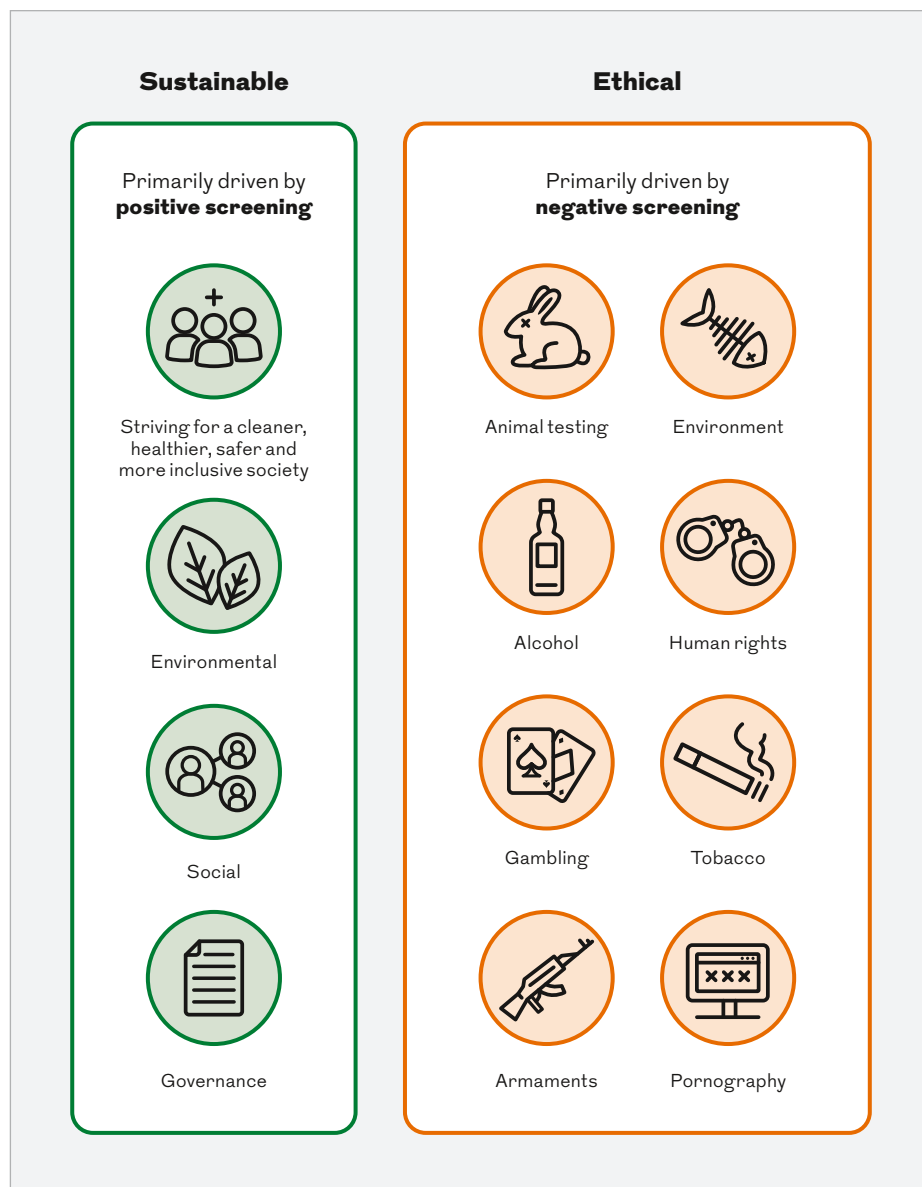 Sustainable
Primarily driven by
positive screening
Striving for a cleaner,
healthier, safer and
more inclusive society
Environmental
Social
Governance
Ethical
Primarily driven by
negative screening
Animal testing
Environment
Alcohol
Human rights
Gambling
Tobacco
Armaments
Pornography